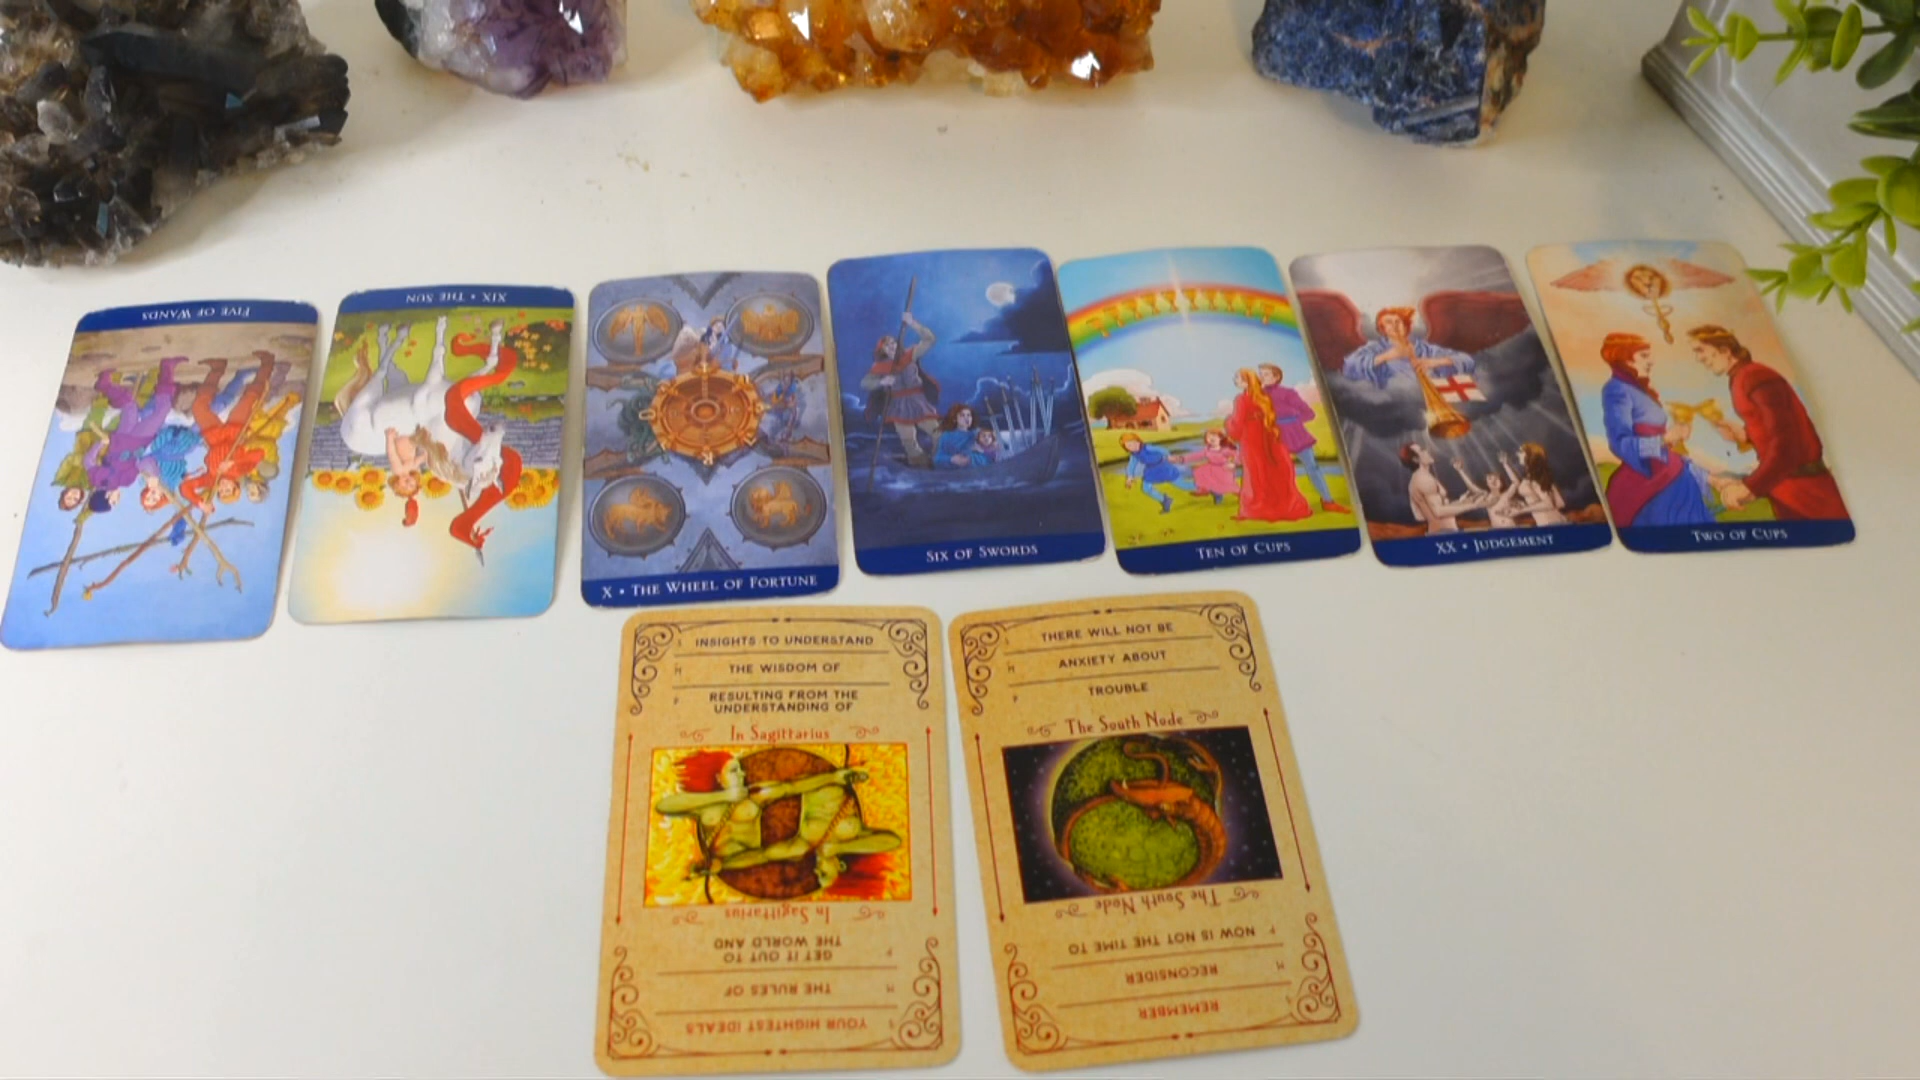 FIVE OF WANDS
XIX • THE SUN
X • THE WHEEL OF FORTUNE
SIX OF SWORDS
TEN OF CUPS
XX • JUDGEMENT
TWO OF CUPS
S INSIGHTS TO UNDERSTAND
H THE WISDOM OF
P RESULTING FROM THE
UNDERSTANDING OF
In Sagittarius
In Sagittarius
P GET IT OUT TO
THE WORLD AND
H THE RULES OF
S YOUR HIGHTEST IDEALS
S THERE WILL NOT BE
H ANXIETY ABOUT
P TROUBLE
The South Node
The South Node
P NOW IS NOT THE TIME TO
H RECONSIDER
S REMEMBER